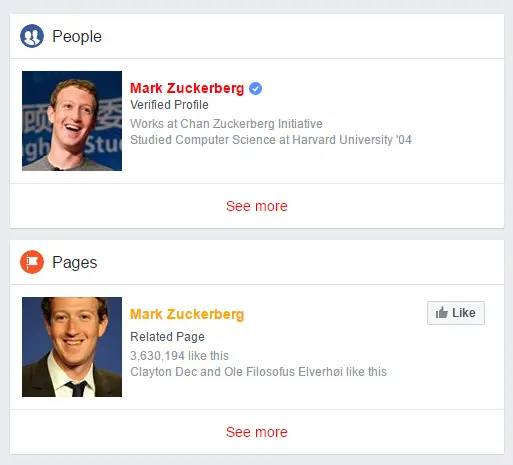 People
Mark Zuckerberg
Verified Profile
Works at Chan Zuckerberg Initiative
Studied Computer Science at Harvard University '04
See more
Pages
Mark Zuckerberg
Like
Related Page
3,630,194 like this
Clayton Dec and Ole Filosofus Elverhøi like this
See more